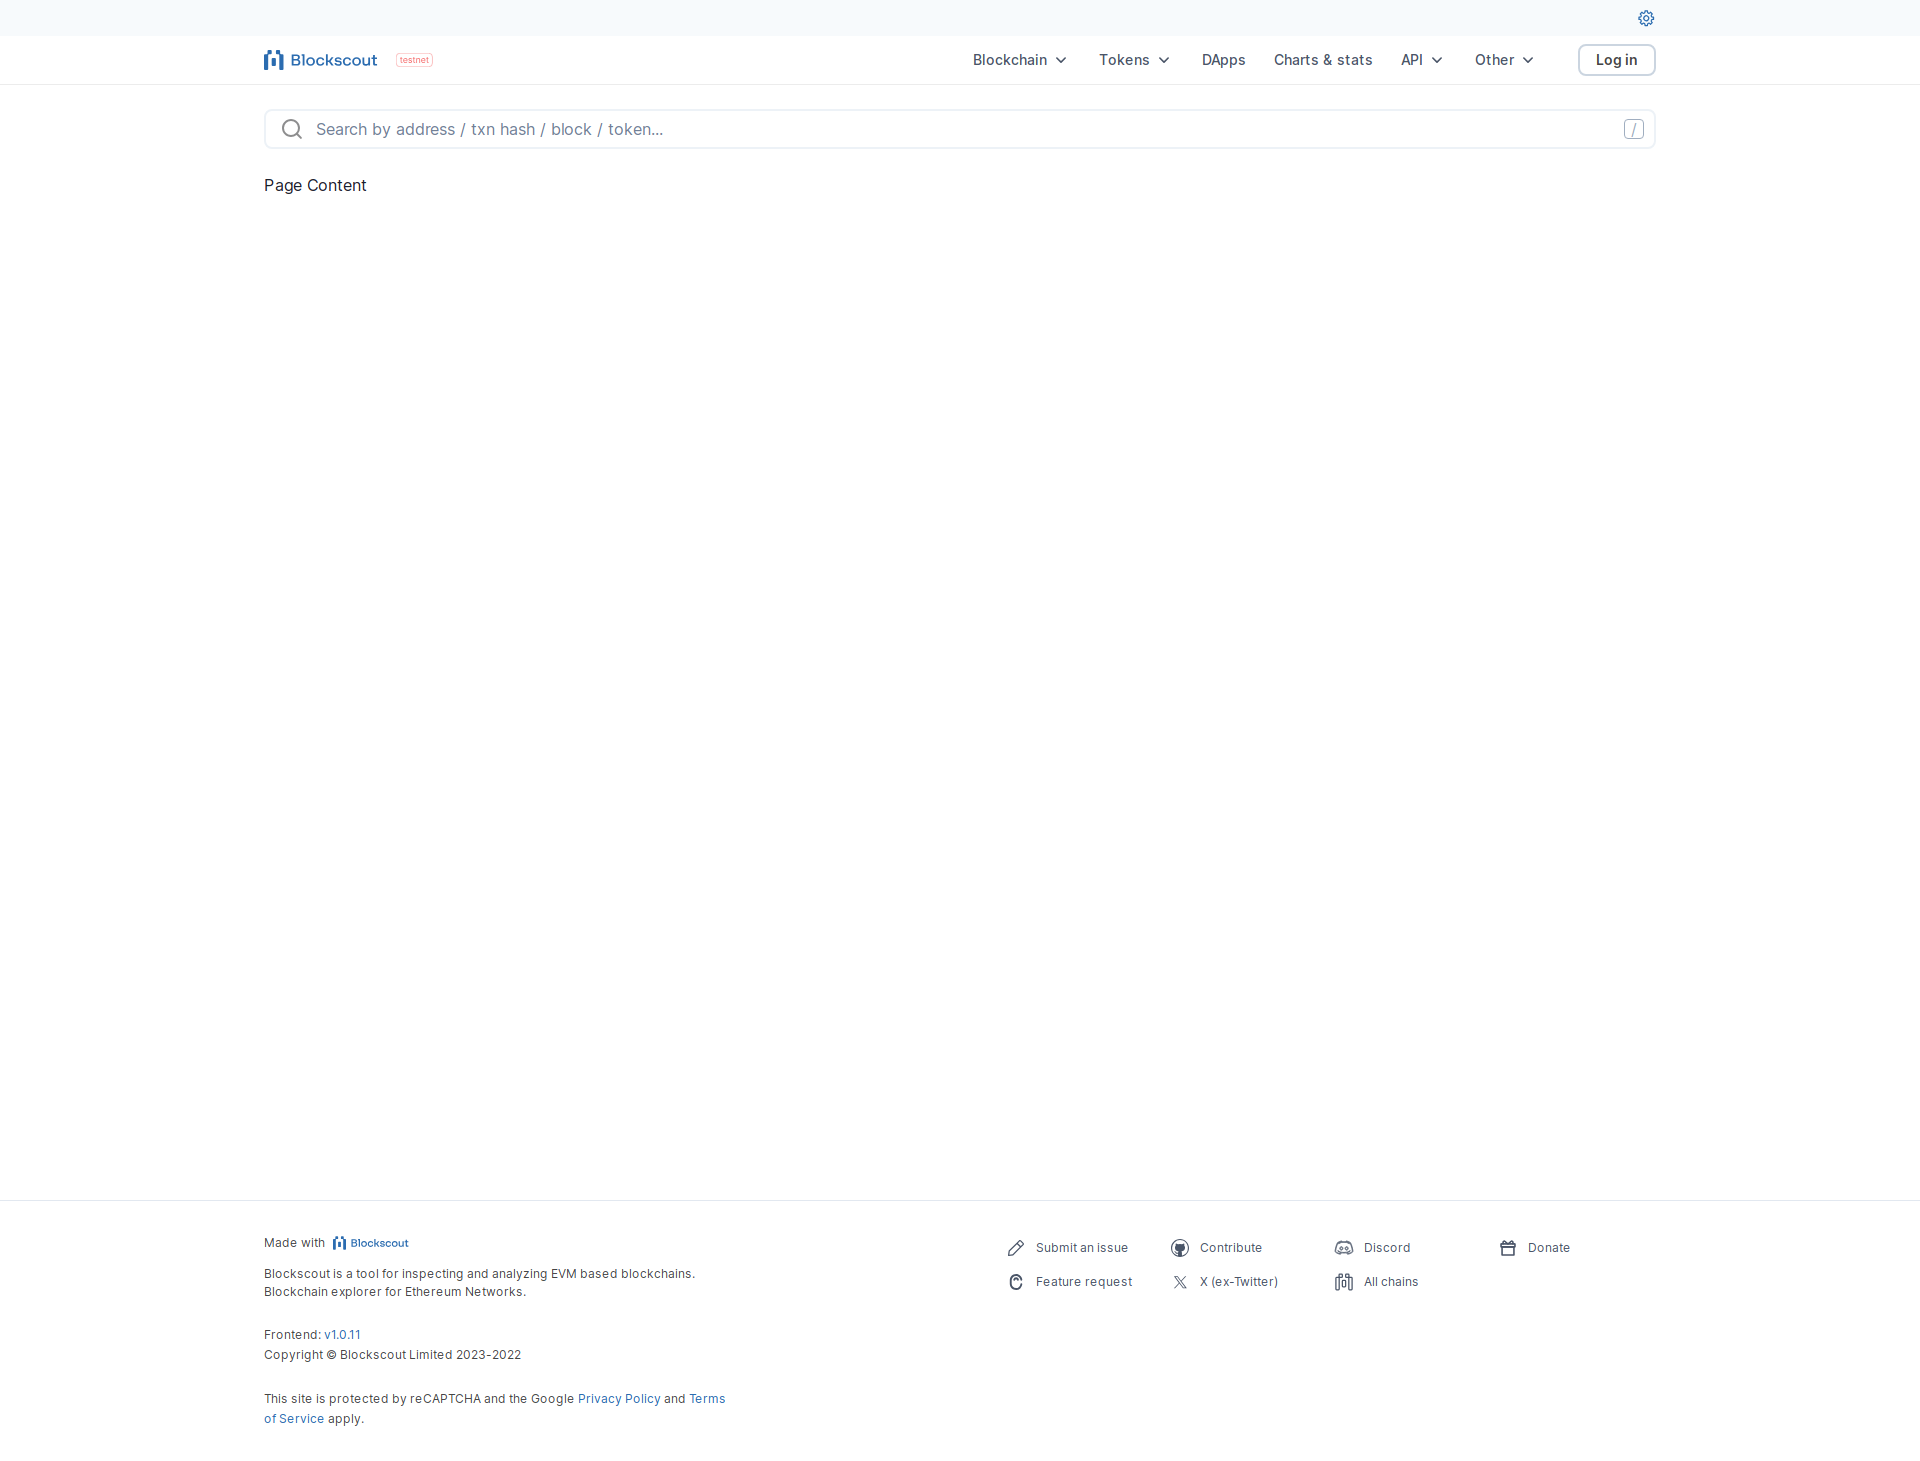 Blockscout testnet Blockchain Tokens DApps Charts & stats API Other Log in
Search by address / txn hash / block / token... /
Page Content
Made with Blockscout
Blockscout is a tool for inspecting and analyzing EVM based blockchains.
Blockchain explorer for Ethereum Networks.
Frontend: v1.0.11
Copyright © Blockscout Limited 2023-2022
This site is protected by reCAPTCHA and the Google Privacy Policy and Terms
of Service apply.
Submit an issue Contribute Discord Donate
Feature request X (ex-Twitter) All chains